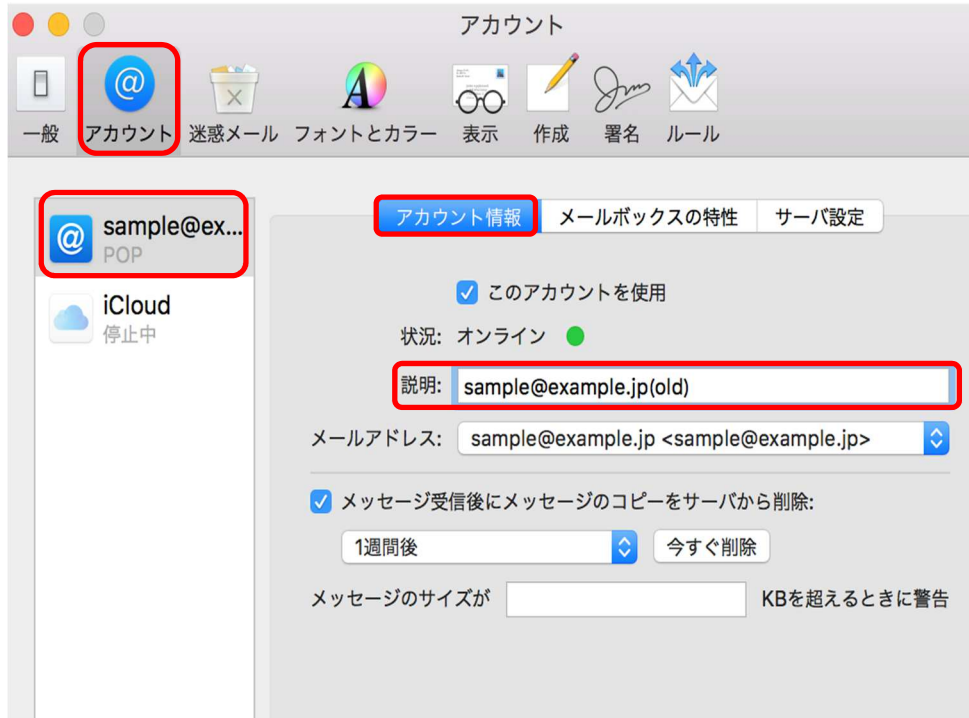 アカウント
一般 アカウント 迷惑メール フォントとカラー 表示 作成 署名 ルール
sample@ex...
POP
iCloud
停止中
アカウント情報 メールボックスの特性 サーバ設定
このアカウントを使用
状況: オンライン
説明: sample@example.jp(old)
メールアドレス: sample@example.jp <sample@example.jp>
メッセージ受信後にメッセージのコピーをサーバから削除:
1週間後 今すぐ削除
メッセージのサイズが KBを超えるときに警告